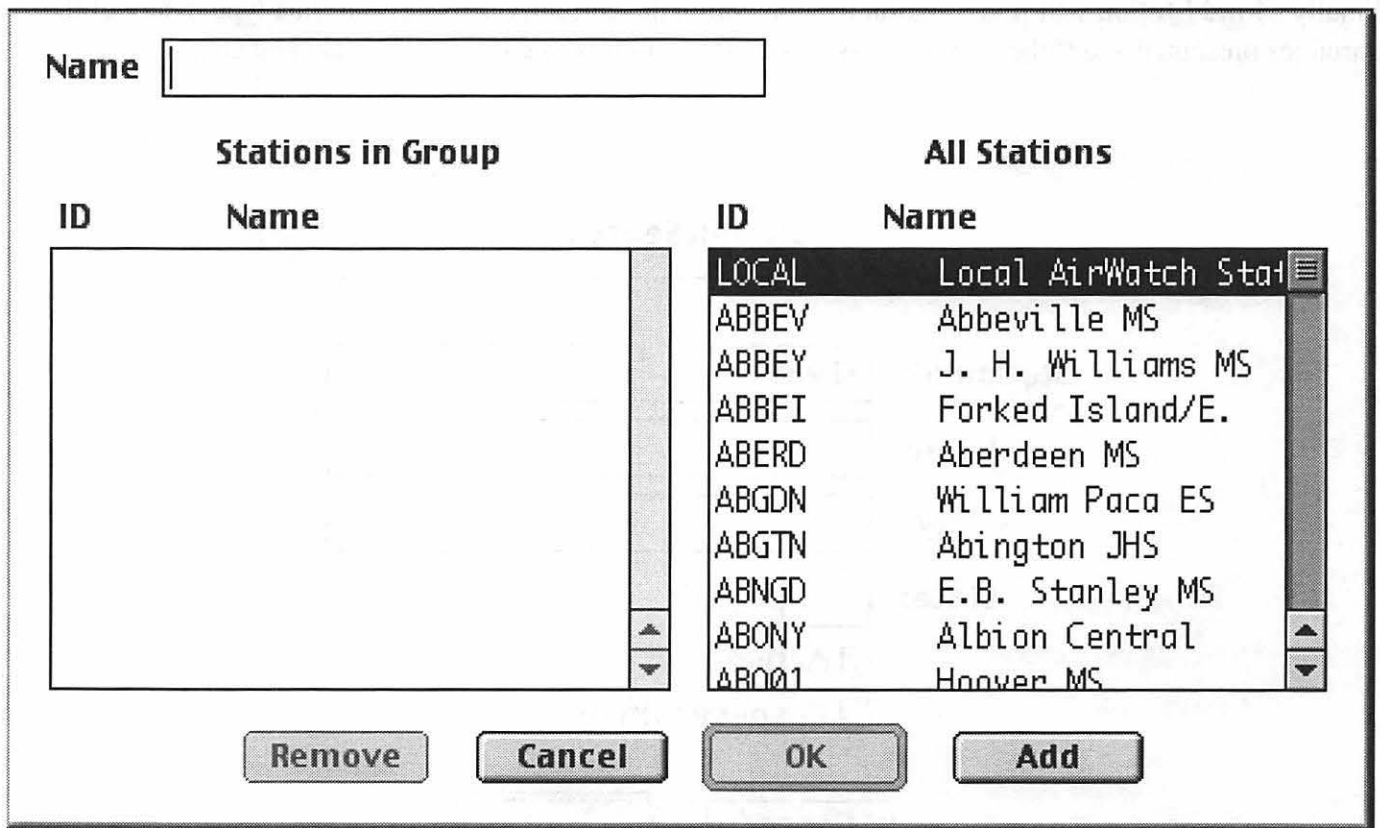 Name
Stations in Group
All Stations
ID Name
ID Name
LOCAL Local AirWatch Stat
ABBEV Abbeville MS
ABBEY J. H. Williams MS
ABBFI Forked Island/E.
ABERD Aberdeen MS
ABGDN William Paca ES
ABGTN Abington JHS
ABNGD E.B. Stanley MS
ABONY Albion Central
ABQ01 Hoover MS
Remove Cancel OK Add